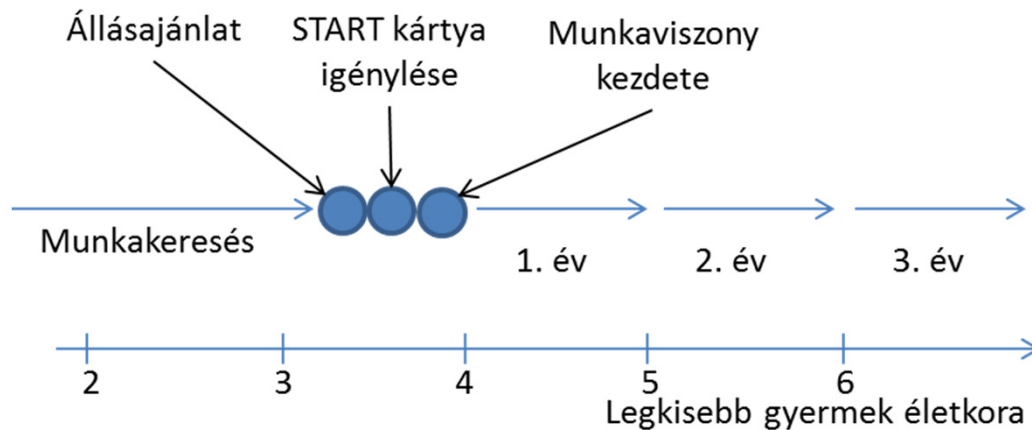 Állásajánlat
START kártya
igénylése
Munkaviszony
kezdete
Munkakeresés
1. év
2. év
3. év
2
3
4
5
6
Legkisebb gyermek életkora